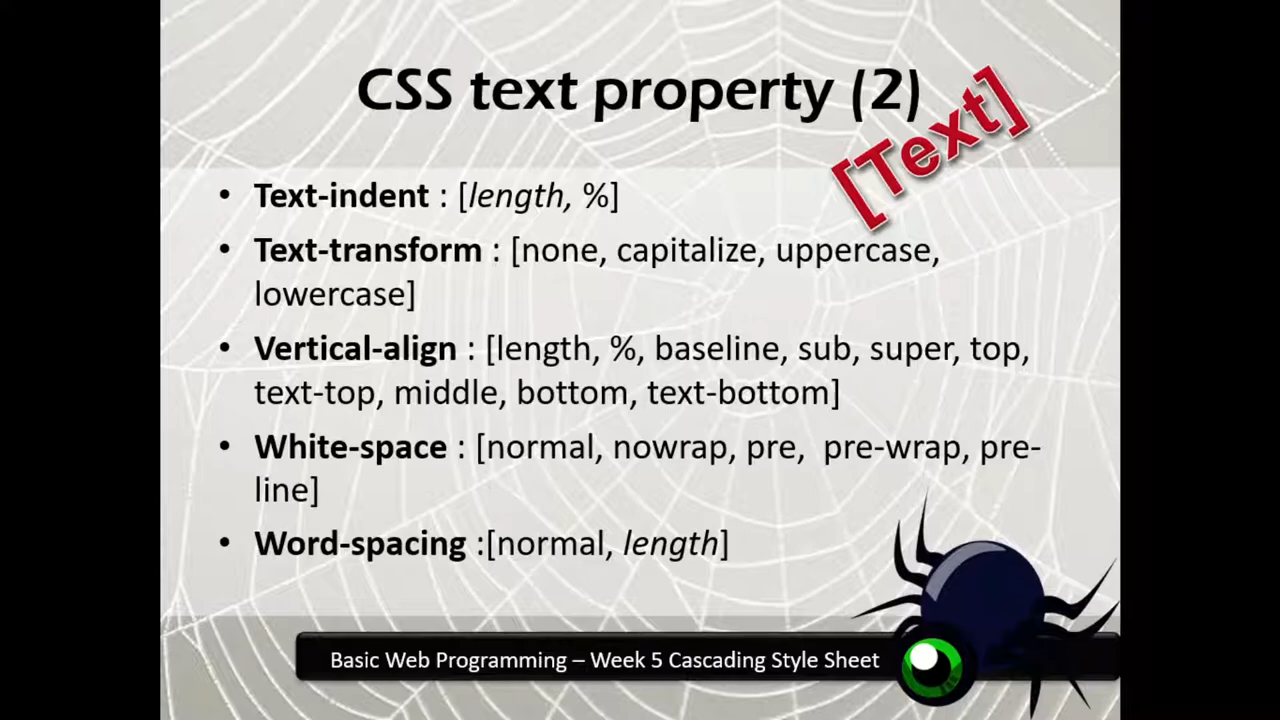 CSS text property (2)
[Text]
• Text-indent : [length, %]
• Text-transform : [none, capitalize, uppercase,
lowercase]
• Vertical-align : [length, %, baseline, sub, super, top,
text-top, middle, bottom, text-bottom]
• White-space : [normal, nowrap, pre,  pre-wrap, pre-
line]
• Word-spacing :[normal, length]
Basic Web Programming – Week 5 Cascading Style Sheet